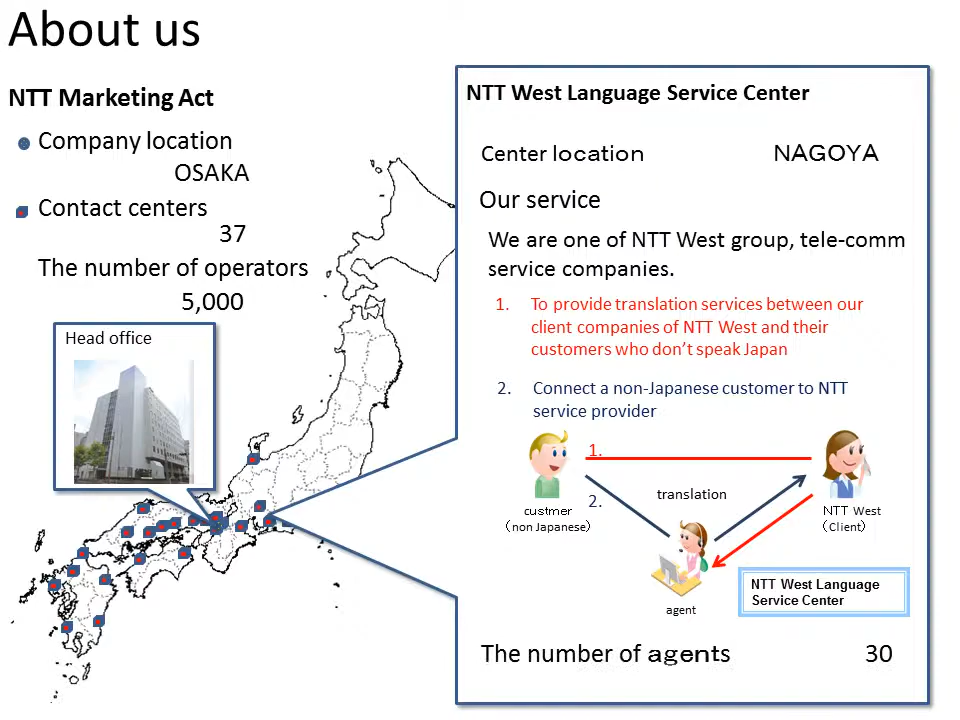 About us
NTT Marketing Act
Company location
OSAKA
Contact centers
37
The number of operators
5,000
Head office
NTT West Language Service Center
Center location NAGOYA
Our service
We are one of NTT West group, tele-comm
service companies.
1. To provide translation services between our
client companies of NTT West and their
customers who don't speak Japan
2. Connect a non-Japanese customer to NTT
service provider
1.
2.
translation
custmer
(non Japanese)
NTT West
(Client)
agent
NTT West Language
Service Center
The number of agents 30